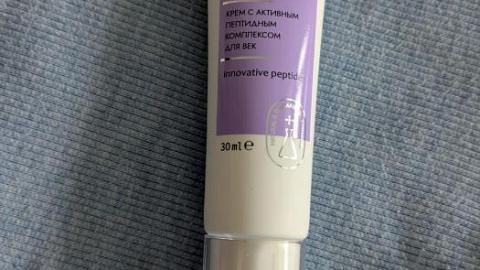 КРЕМ С АКТИВНЫМ
ПЕПТИДНЫМ
КОМПЛЕКСОМ
ДЛЯ ВЕК
innovative peptide
30 ml e